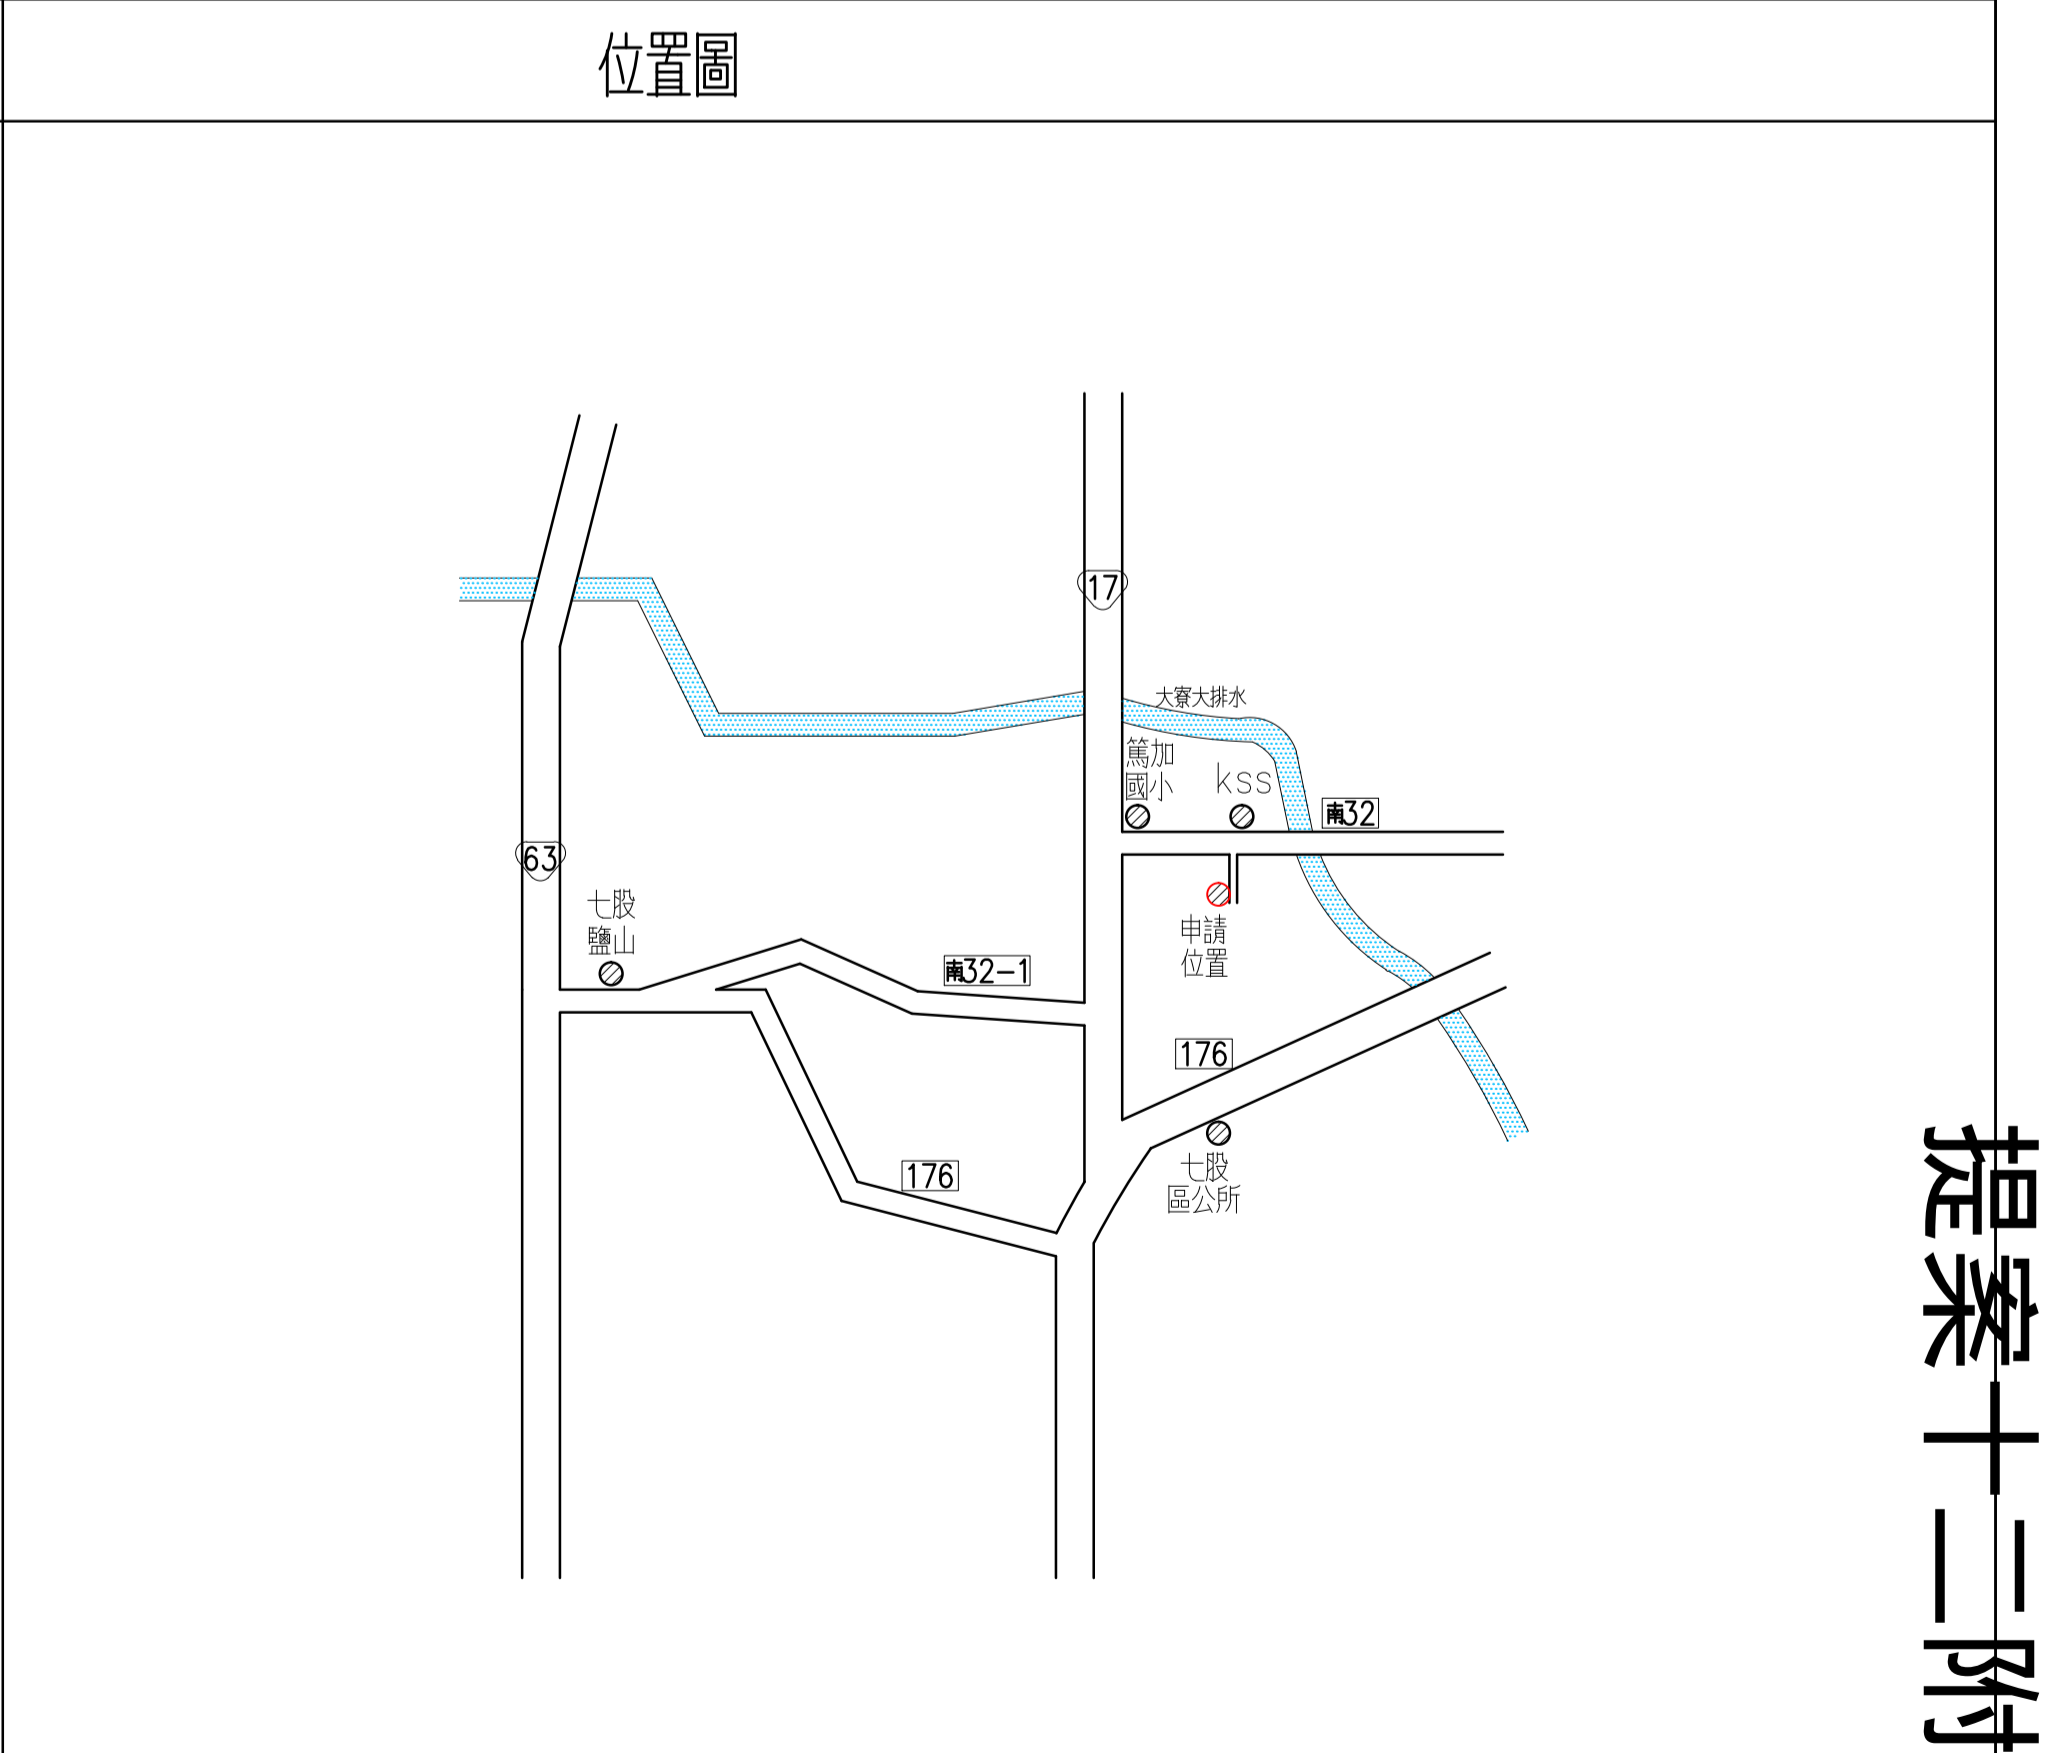 位置圖
17
大寮大排水
篤加
國小
kss
南32
63
七股
鹽山
申請
位置
南32-1
176
176
七股
區公所
提案十二附